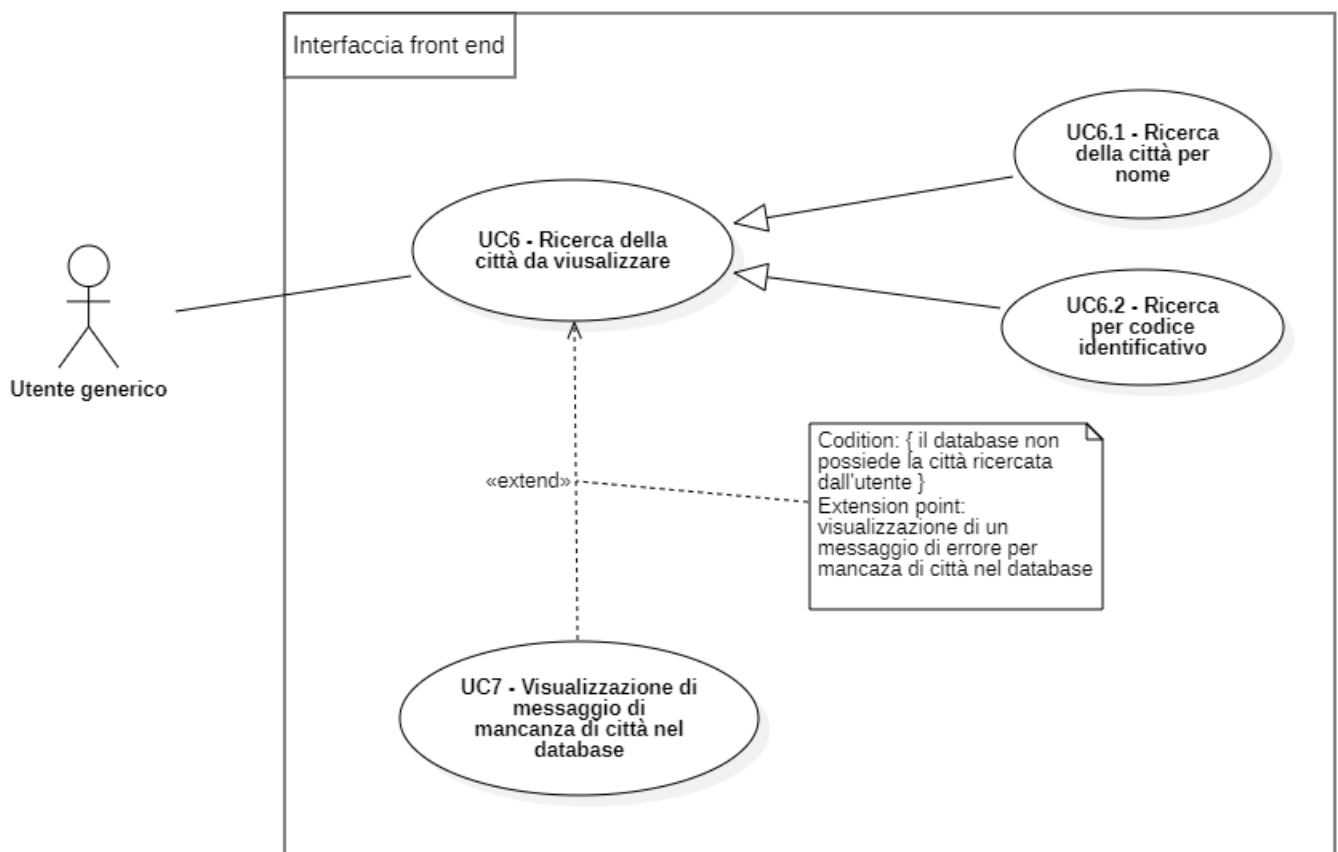 Interfaccia front end
UC6.1 - Ricerca
della città per
nome
UC6 - Ricerca della
città da viusalizzare
UC6.2 - Ricerca
per codice
identificativo
Utente generico
Codition: { il database non
possiede la città ricercata
dall'utente }
Extension point:
visualizzazione di un
messaggio di errore per
mancaza di città nel database
«extend»
UC7 - Visualizzazione di
messaggio di
mancanza di città nel
database